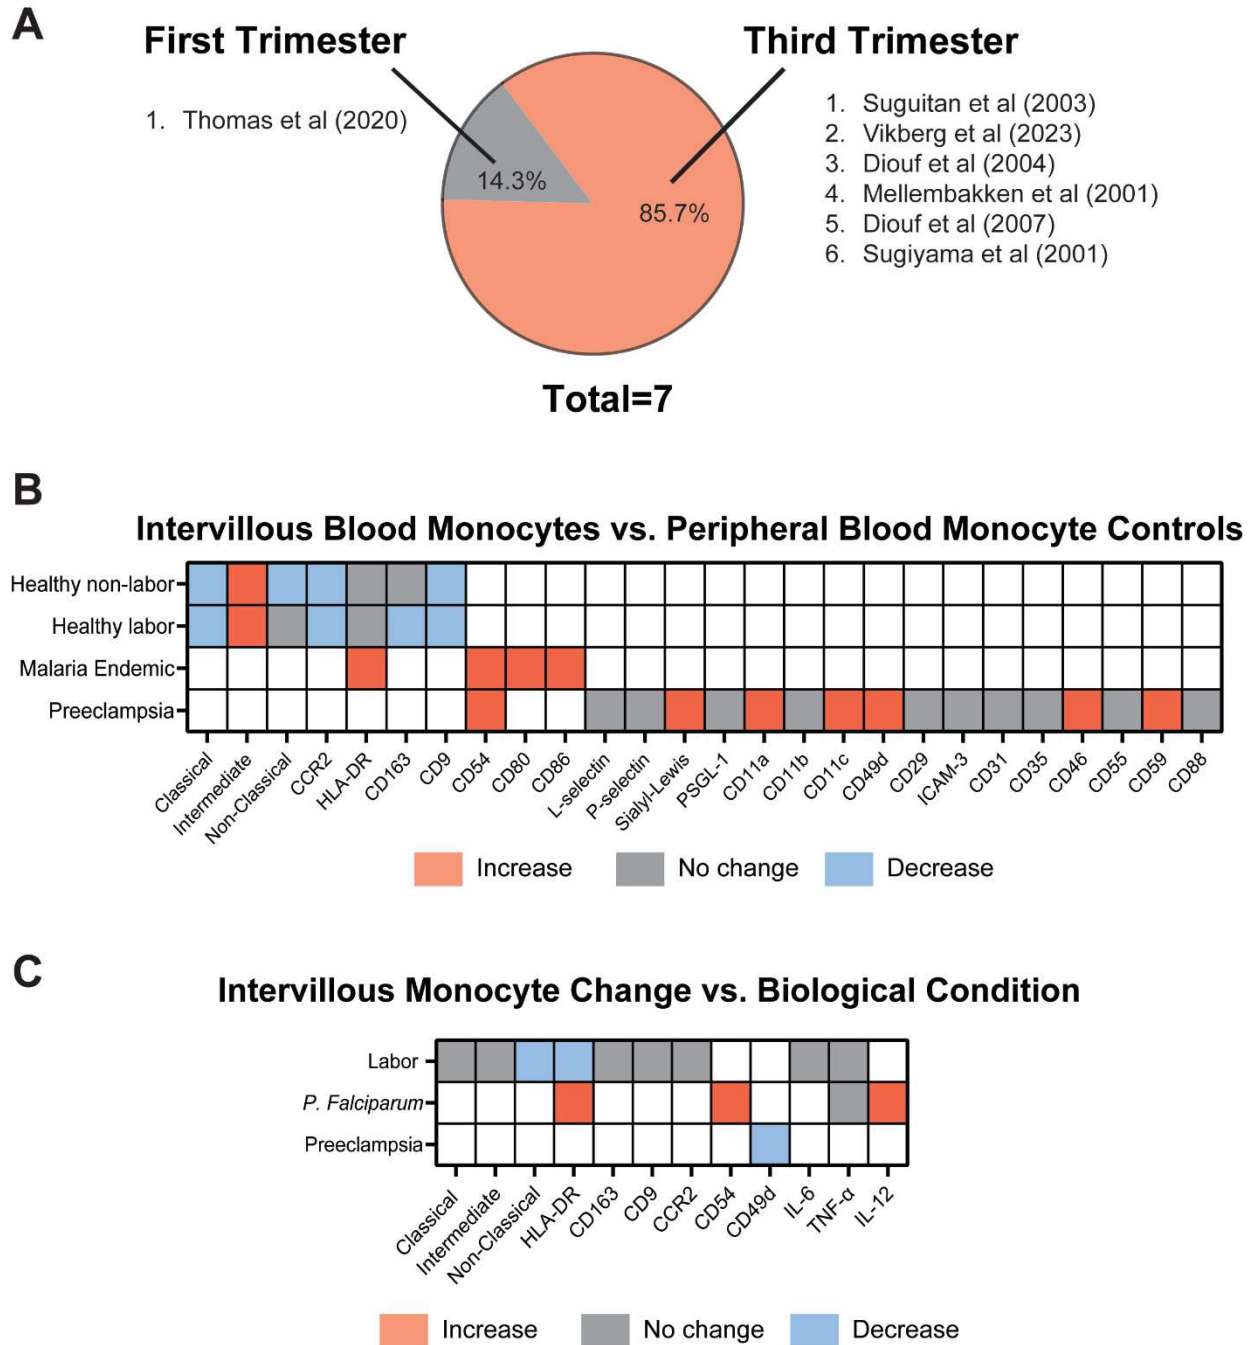 A
First Trimester
Third Trimester
1. Thomas et al (2020)
1. Suguitan et al (2003)
2. Vikberg et al (2023)
3. Diouf et al (2004)
4. Mellembakken et al (2001)
5. Diouf et al (2007)
6. Sugiyama et al (2001)
14.3%
85.7%
Total=7
B
Intervillous Blood Monocytes vs. Peripheral Blood Monocyte Controls
Healthy non-labor
Healthy labor
Malaria Endemic
Preeclampsia
Classical
Intermediate
Non-Classical
CCR2
HLA-DR
CD163
CD9
CD54
CD80
CD86
L-selectin
P-selectin
Sialyl-Lewis
PSGL-1
CD11a
CD11b
CD11c
CD49d
CD29
ICAM-3
CD31
CD35
CD46
CD55
CD59
CD88
Increase
No change
Decrease
C
Intervillous Monocyte Change vs. Biological Condition
Labor
P. Falciparum
Preeclampsia
Classical
Intermediate
Non-Classical
HLA-DR
CD163
CD9
CCR2
CD54
CD49d
IL-6
TNF-α
IL-12
Increase
No change
Decrease